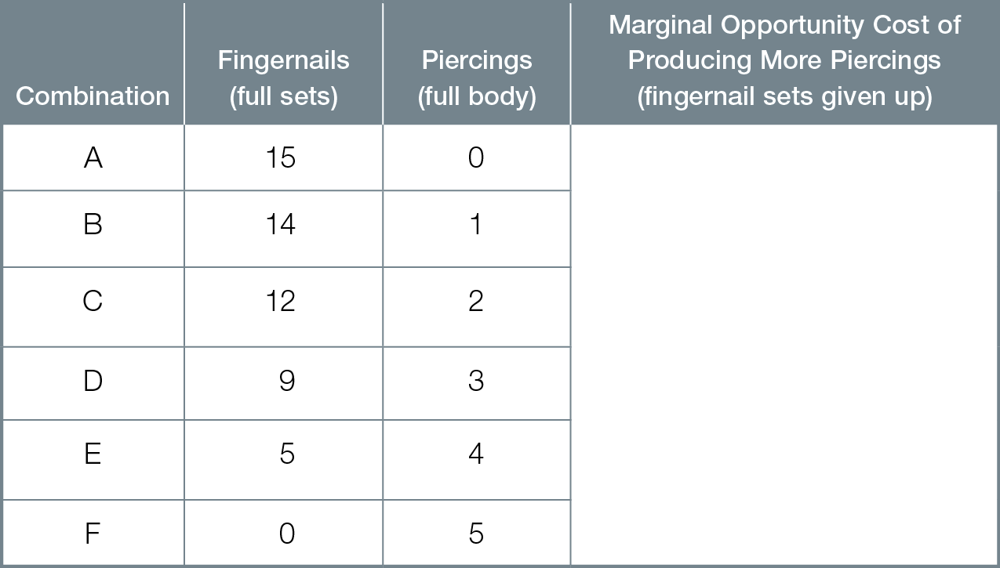 Combination
Fingernails
(full sets)
Piercings
(full body)
Marginal Opportunity Cost of
Producing More Piercings
(fingernail sets given up)
A 15 0
B 14 1
C 12 2
D 9 3
E 5 4
F 0 5